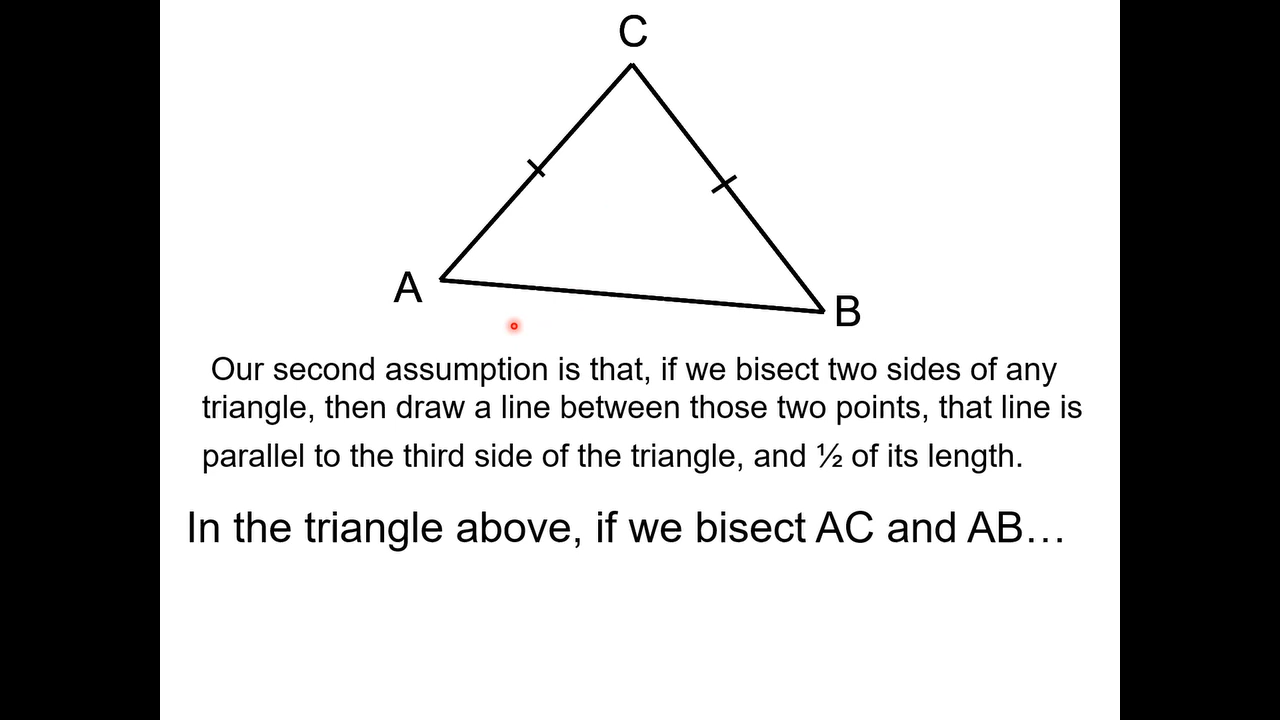 C
A
B
Our second assumption is that, if we bisect two sides of any
triangle, then draw a line between those two points, that line is
parallel to the third side of the triangle, and ½ of its length.
In the triangle above, if we bisect AC and AB…